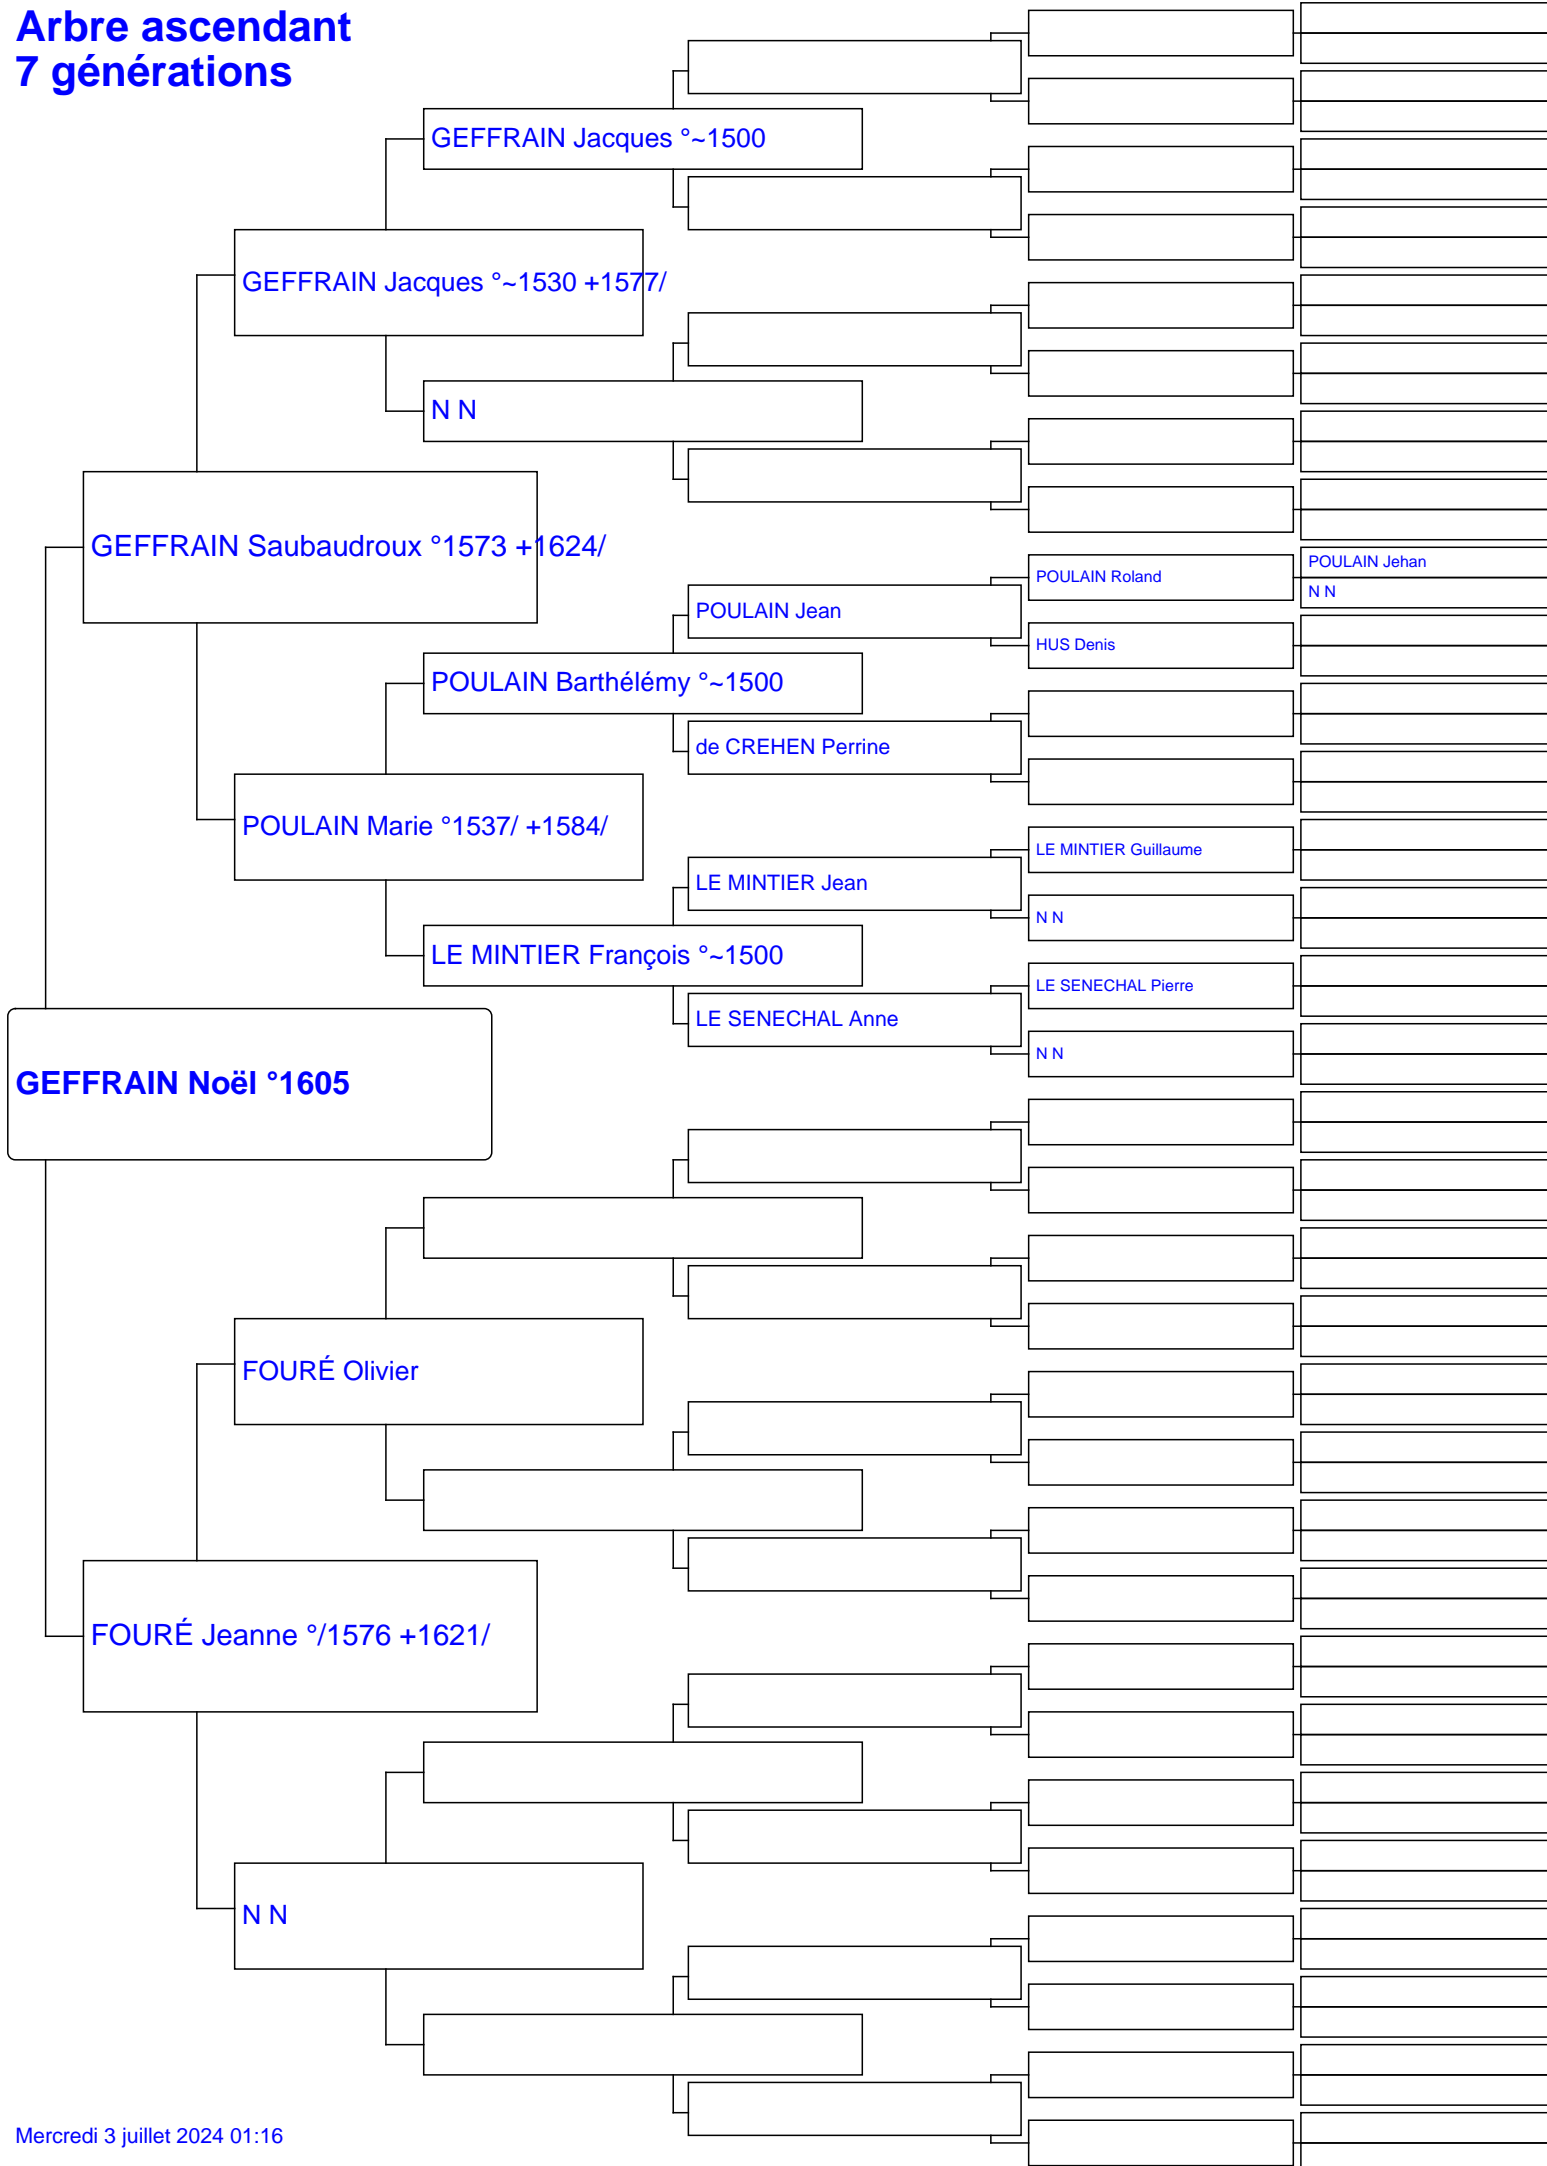 Arbre ascendant
7 générations
GEFFRAIN Jacques °~1500
GEFFRAIN Jacques °~1530 +1577/
N N
GEFFRAIN Saubaudroux °1573 +1624/
POULAIN Jehan
POULAIN Roland
N N
POULAIN Jean
HUS Denis
POULAIN Barthélémy °~1500
de CREHEN Perrine
POULAIN Marie °1537/ +1584/
LE MINTIER Guillaume
LE MINTIER Jean
N N
LE MINTIER François °~1500
LE SENECHAL Pierre
LE SENECHAL Anne
N N
GEFFRAIN Noël °1605
FOURÉ Olivier
FOURÉ Jeanne °/1576 +1621/
N N
Mercredi 3 juillet 2024 01:16